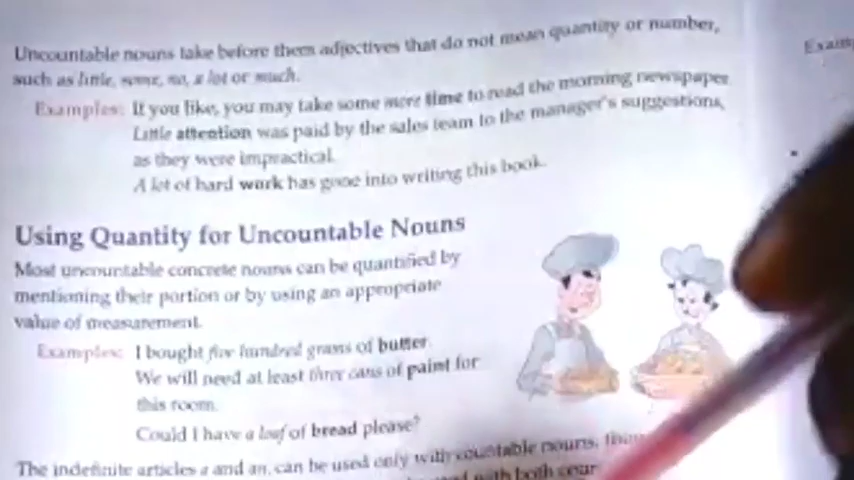 Uncountable nouns take before them adjectives that do not mean quantity or number,
such as little, some, no, a lot or much.
Exam
Examples: If you like, you may take some more time to read the morning newspaper
Little attention was paid by the sales team to the manager's suggestions,
as they were impractical.
A lot of hard work has gone into writing this book.
Using Quantity for Uncountable Nouns
Most uncountable concrete nouns can be quantified by
mentioning their portion or by using an appropriate
value of measurement.
Examples: I bought five hundred grams of butter.
We will need at least three cans of paint for
this room.
Could I have a loaf of bread please?
The indefinite articles a and an, can be used only with countable nouns,
with both